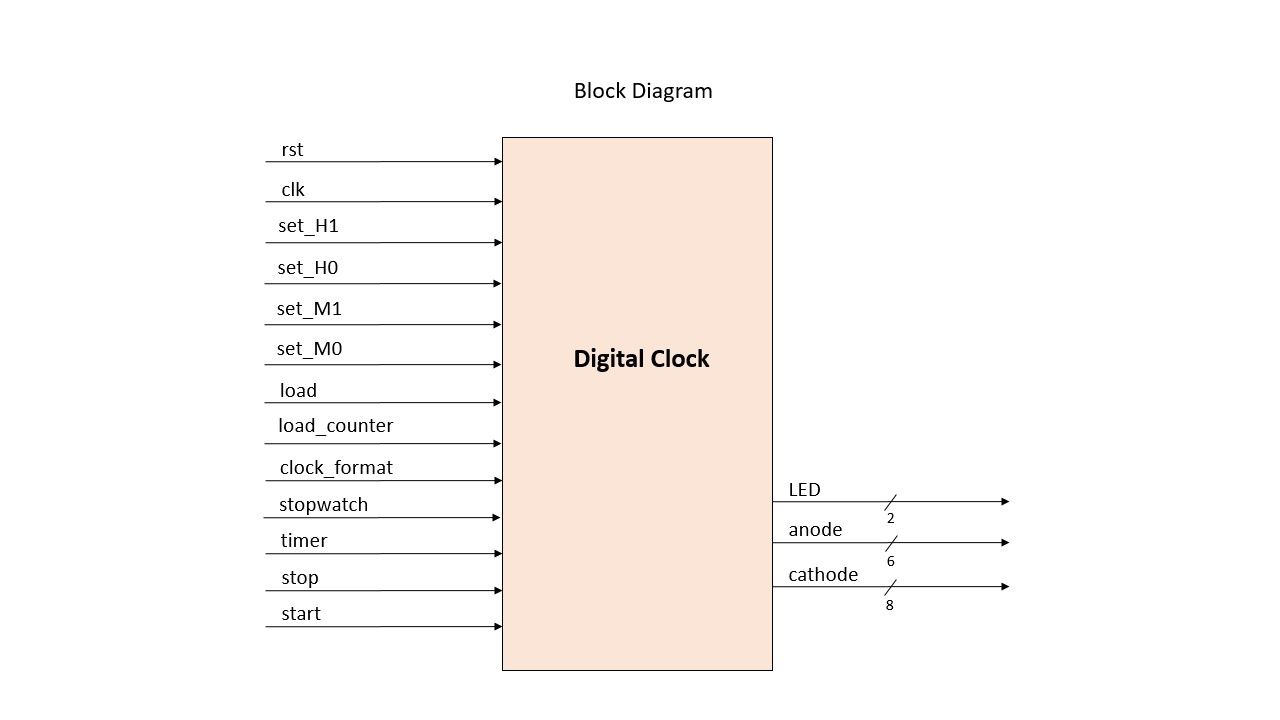 Block Diagram
rst
clk
set_H1
set_H0
set_M1
set_M0
load
load_counter
clock_format
stopwatch
timer
stop
start
Digital Clock
LED
2
anode
6
cathode
8